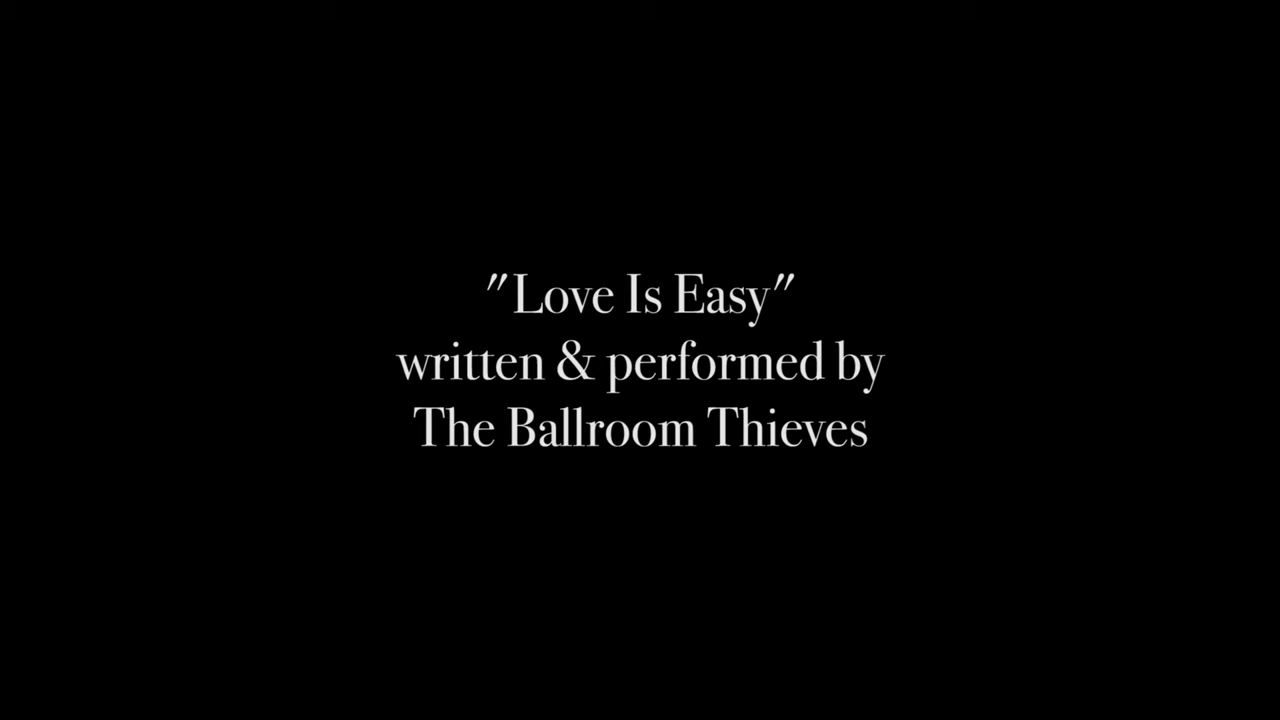 "Love Is Easy"
written & performed by
The Ballroom Thieves